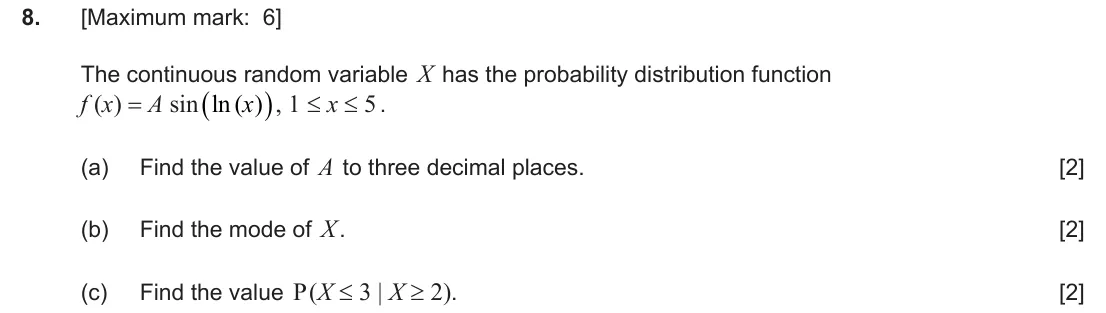 8. [Maximum mark: 6]
The continuous random variable X has the probability distribution function
f(x) = A sin(ln(x)), 1 ≤ x ≤ 5.
(a) Find the value of A to three decimal places. [2]
(b) Find the mode of X. [2]
(c) Find the value P(X ≤ 3 | X ≥ 2). [2]